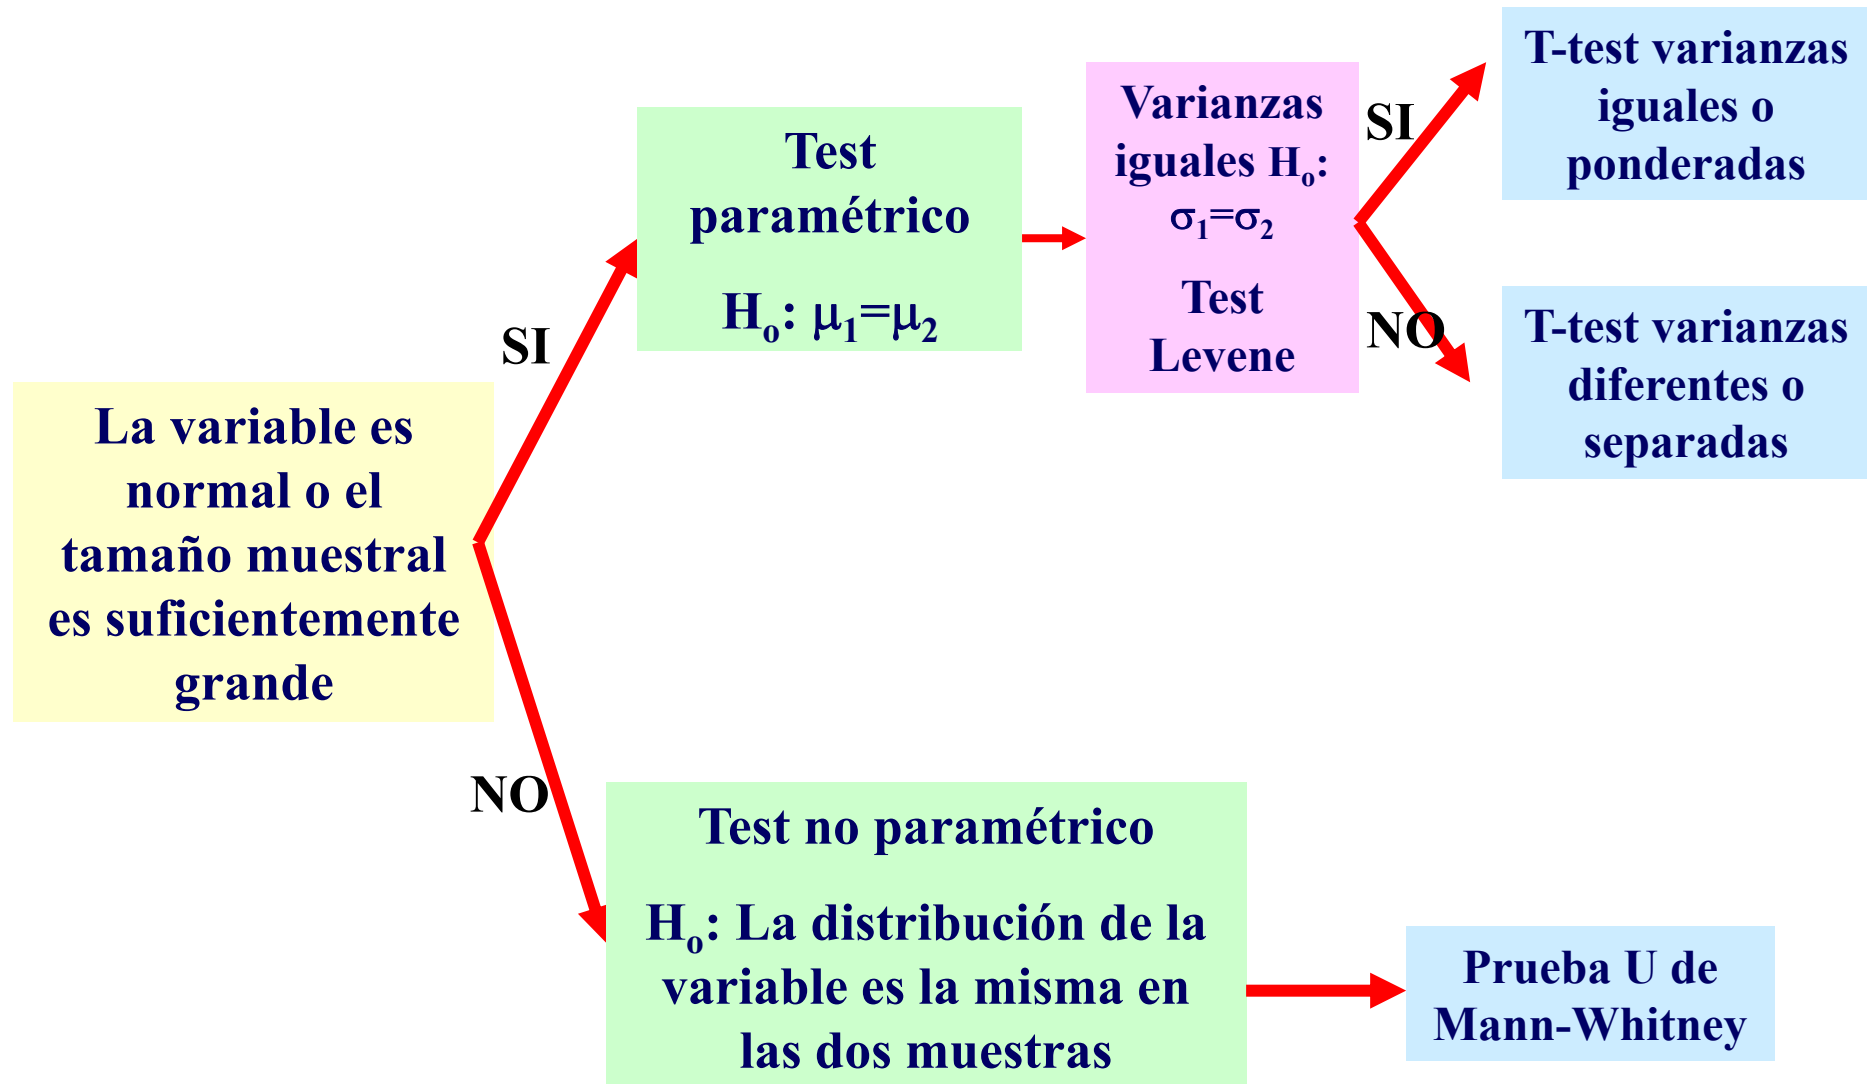 La variable es
normal o el
tamaño muestral
es suficientemente
grande
SI
Test
paramétrico
Hₒ: μ₁=μ₂
Varianzas
iguales Hₒ:
σ₁=σ₂
Test
Levene
SI
T-test varianzas
iguales o
ponderadas
NO
T-test varianzas
diferentes o
separadas
NO
Test no paramétrico
Hₒ: La distribución de la
variable es la misma en
las dos muestras
Prueba U de
Mann-Whitney